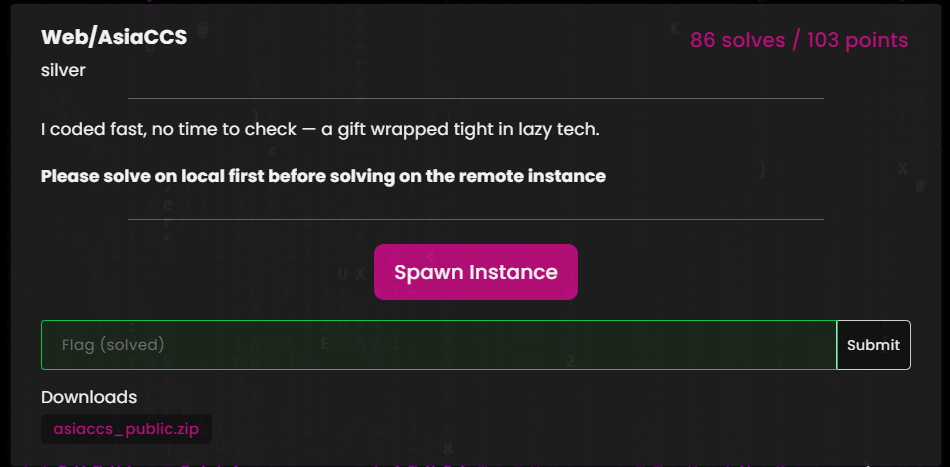 Web/AsiaCCS
86 solves / 103 points
silver
I coded fast, no time to check — a gift wrapped tight in lazy tech.
Please solve on local first before solving on the remote instance
Spawn Instance
Flag (solved)
Submit
Downloads
asiaccs_public.zip